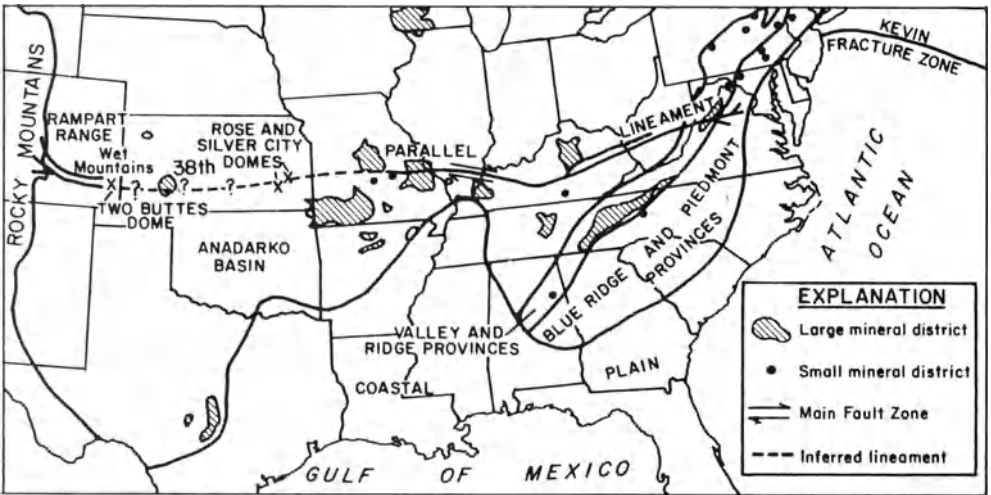 KEVIN
FRACTURE ZONE
ROCKY MOUNTAINS
RAMPART
RANGE
Wet
Mountains
ROSE AND
SILVER CITY
DOMES
38th
PARALLEL
LINEAMENT
?
?
?
TWO BUTTES
DOME
ANADARKO
BASIN
BLUE RIDGE AND PIEDMONT
PROVINCES
ATLANTIC
OCEAN
VALLEY AND
RIDGE PROVINCES
COASTAL
PLAIN
GULF OF MEXICO
EXPLANATION
Large mineral district
Small mineral district
Main Fault Zone
Inferred lineament